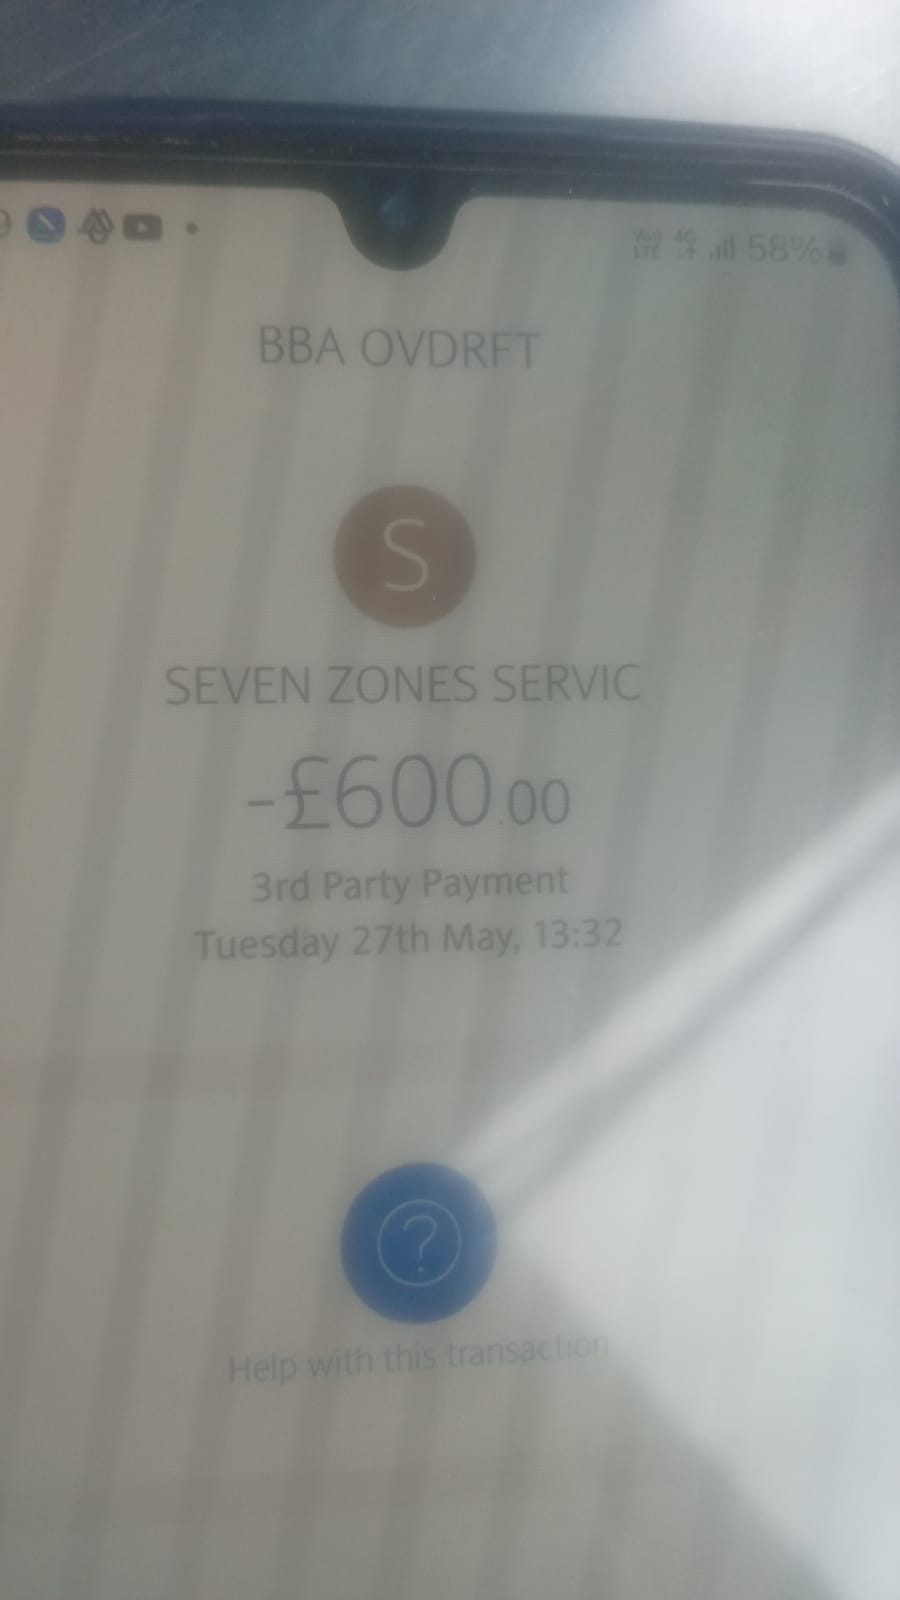 Vo)) 4G
LTE 58%
BBA OVDRFT
S
SEVEN ZONES SERVIC
-£600.00
3rd Party Payment
Tuesday 27th May, 13:32
?
Help with this transaction